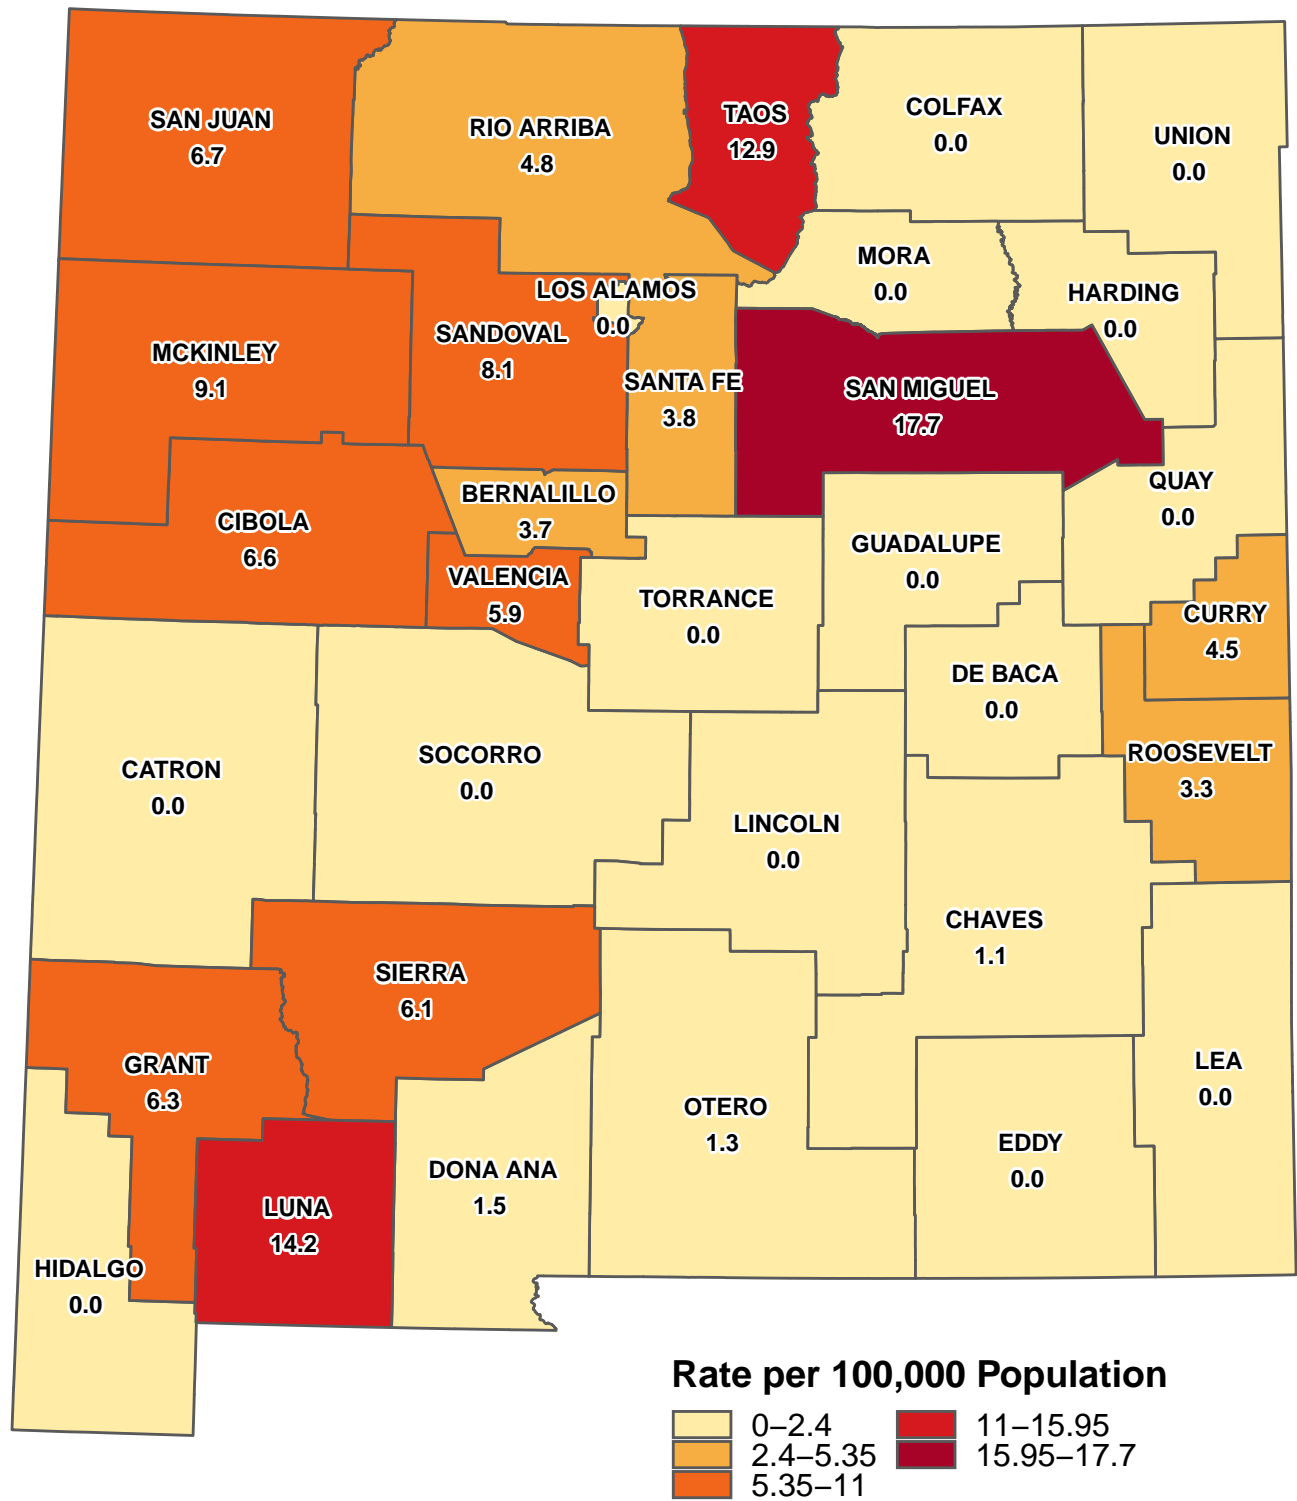 SAN JUAN
6.7
RIO ARRIBA
4.8
TAOS
12.9
COLFAX
0.0
UNION
0.0
MORA
0.0
HARDING
0.0
LOS ALAMOS
0.0
SANDOVAL
8.1
MCKINLEY
9.1
SANTA FE
3.8
SAN MIGUEL
17.7
QUAY
0.0
BERNALILLO
3.7
CIBOLA
6.6
GUADALUPE
0.0
VALENCIA
5.9
TORRANCE
0.0
CURRY
4.5
DE BACA
0.0
ROOSEVELT
3.3
CATRON
0.0
SOCORRO
0.0
LINCOLN
0.0
CHAVES
1.1
SIERRA
6.1
GRANT
6.3
LEA
0.0
OTERO
1.3
EDDY
0.0
DONA ANA
1.5
LUNA
14.2
HIDALGO
0.0
Rate per 100,000 Population
0–2.4
2.4–5.35
5.35–11
11–15.95
15.95–17.7